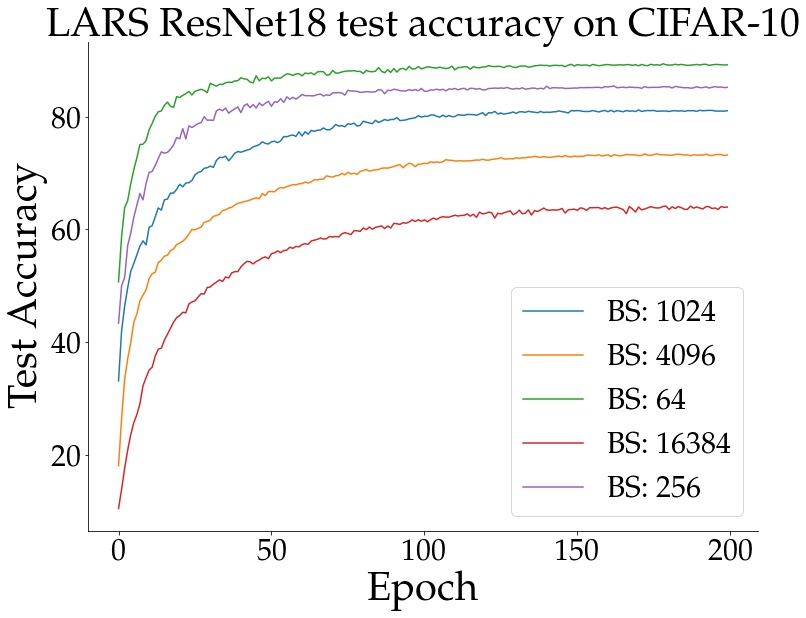 LARS ResNet18 test accuracy on CIFAR-10
Test Accuracy
80
60
40
20
0
50
100
150
200
Epoch
BS: 1024
BS: 4096
BS: 64
BS: 16384
BS: 256